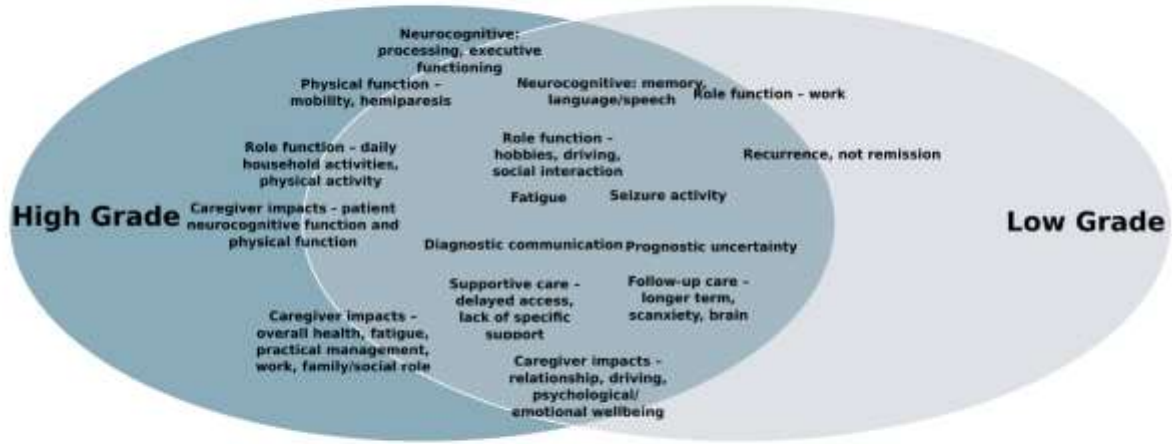 Neurocognitive:
processing, executive
functioning
Physical function –
mobility, hemiparesis
Neurocognitive: memory,
language/speech
Role function – work
Role function – daily
household activities,
physical activity
Role function –
hobbies, driving,
social interaction
Recurrence, not remission
Fatigue
Seizure activity
High Grade
Caregiver impacts – patient
neurocognitive function and
physical function
Low Grade
Diagnostic communication
Prognostic uncertainty
Supportive care –
delayed access,
lack of specific
support
Follow-up care –
longer term,
scanxiety, brain
Caregiver impacts –
overall health, fatigue,
practical management,
work, family/social role
Caregiver impacts –
relationship, driving,
psychological/
emotional wellbeing